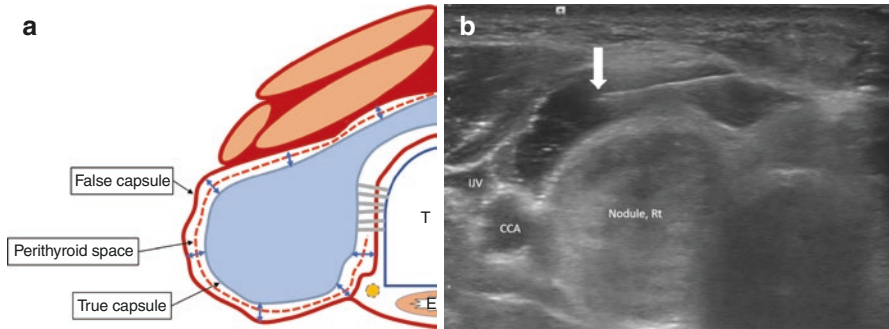 a
False capsule
Perithyroid space
True capsule
T
E
b
IJV
CCA
Nodule, Rt